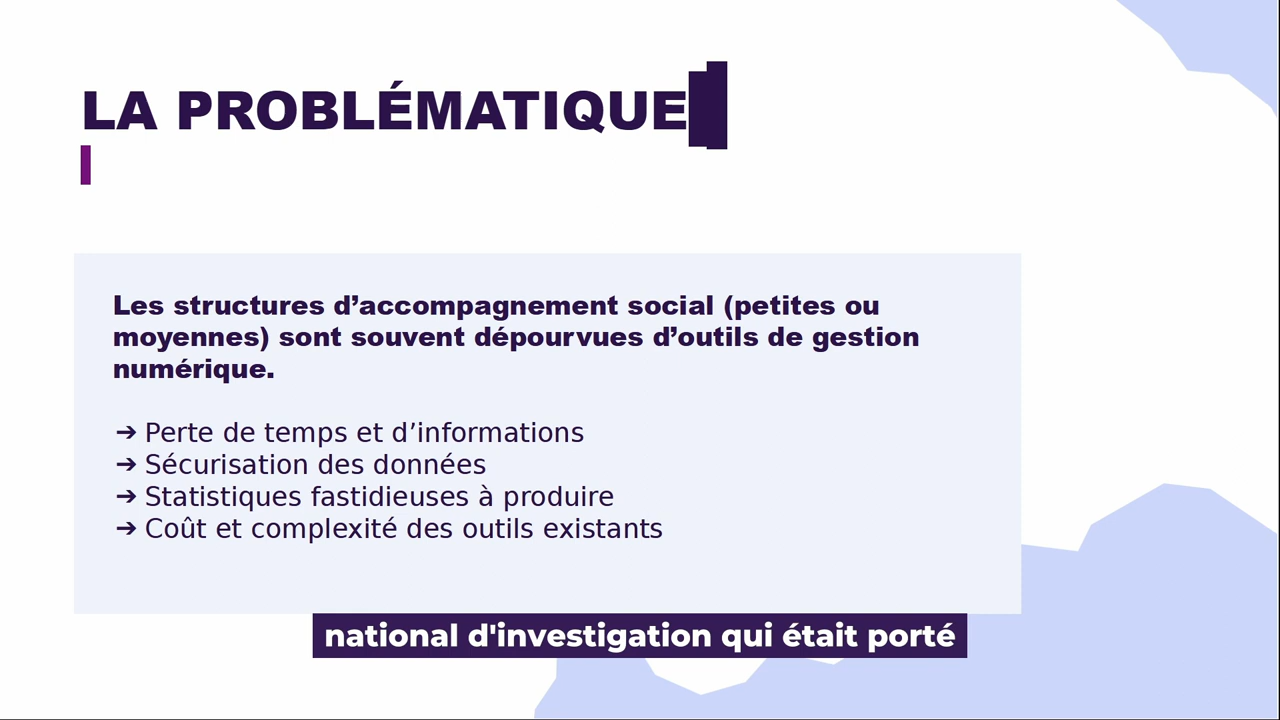 LA PROBLÉMATIQUE
Les structures d’accompagnement social (petites ou
moyennes) sont souvent dépourvues d’outils de gestion
numérique.
➔ Perte de temps et d’informations
➔ Sécurisation des données
➔ Statistiques fastidieuses à produire
➔ Coût et complexité des outils existants
national d'investigation qui était porté